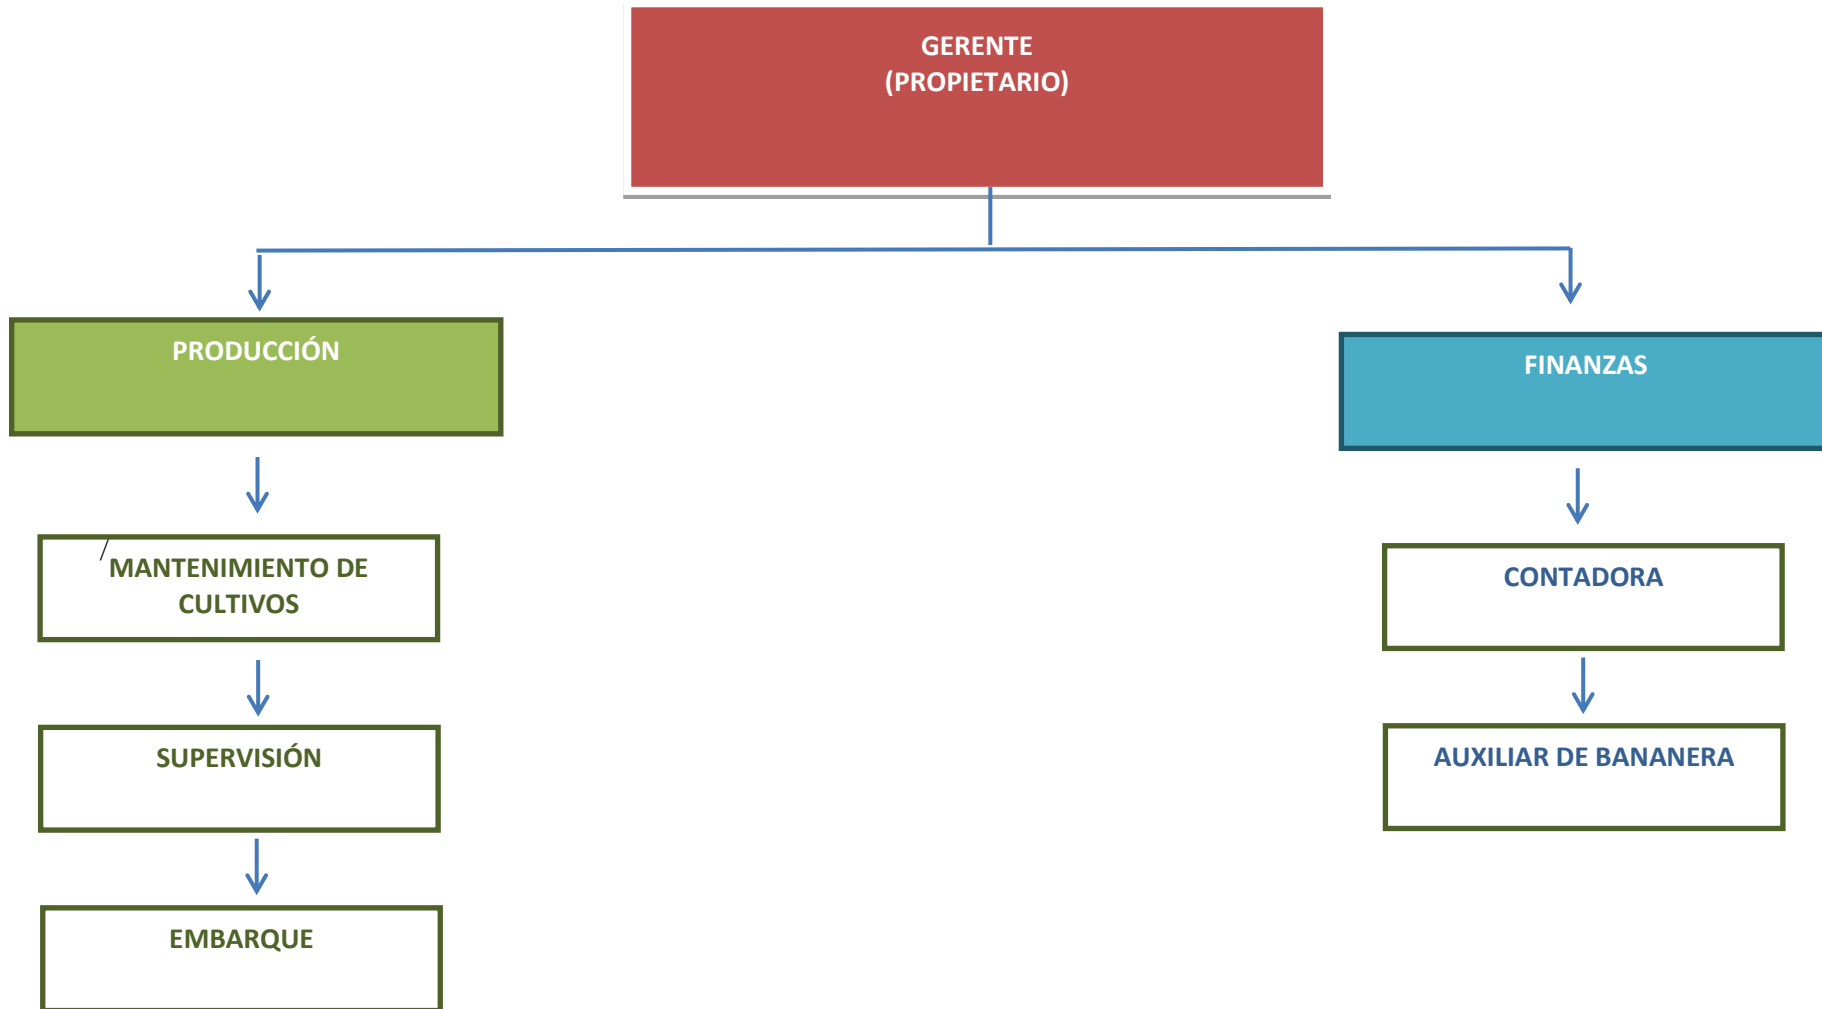 GERENTE
(PROPIETARIO)
PRODUCCIÓN
FINANZAS
MANTENIMIENTO DE
CULTIVOS
CONTADORA
SUPERVISIÓN
AUXILIAR DE BANANERA
EMBARQUE